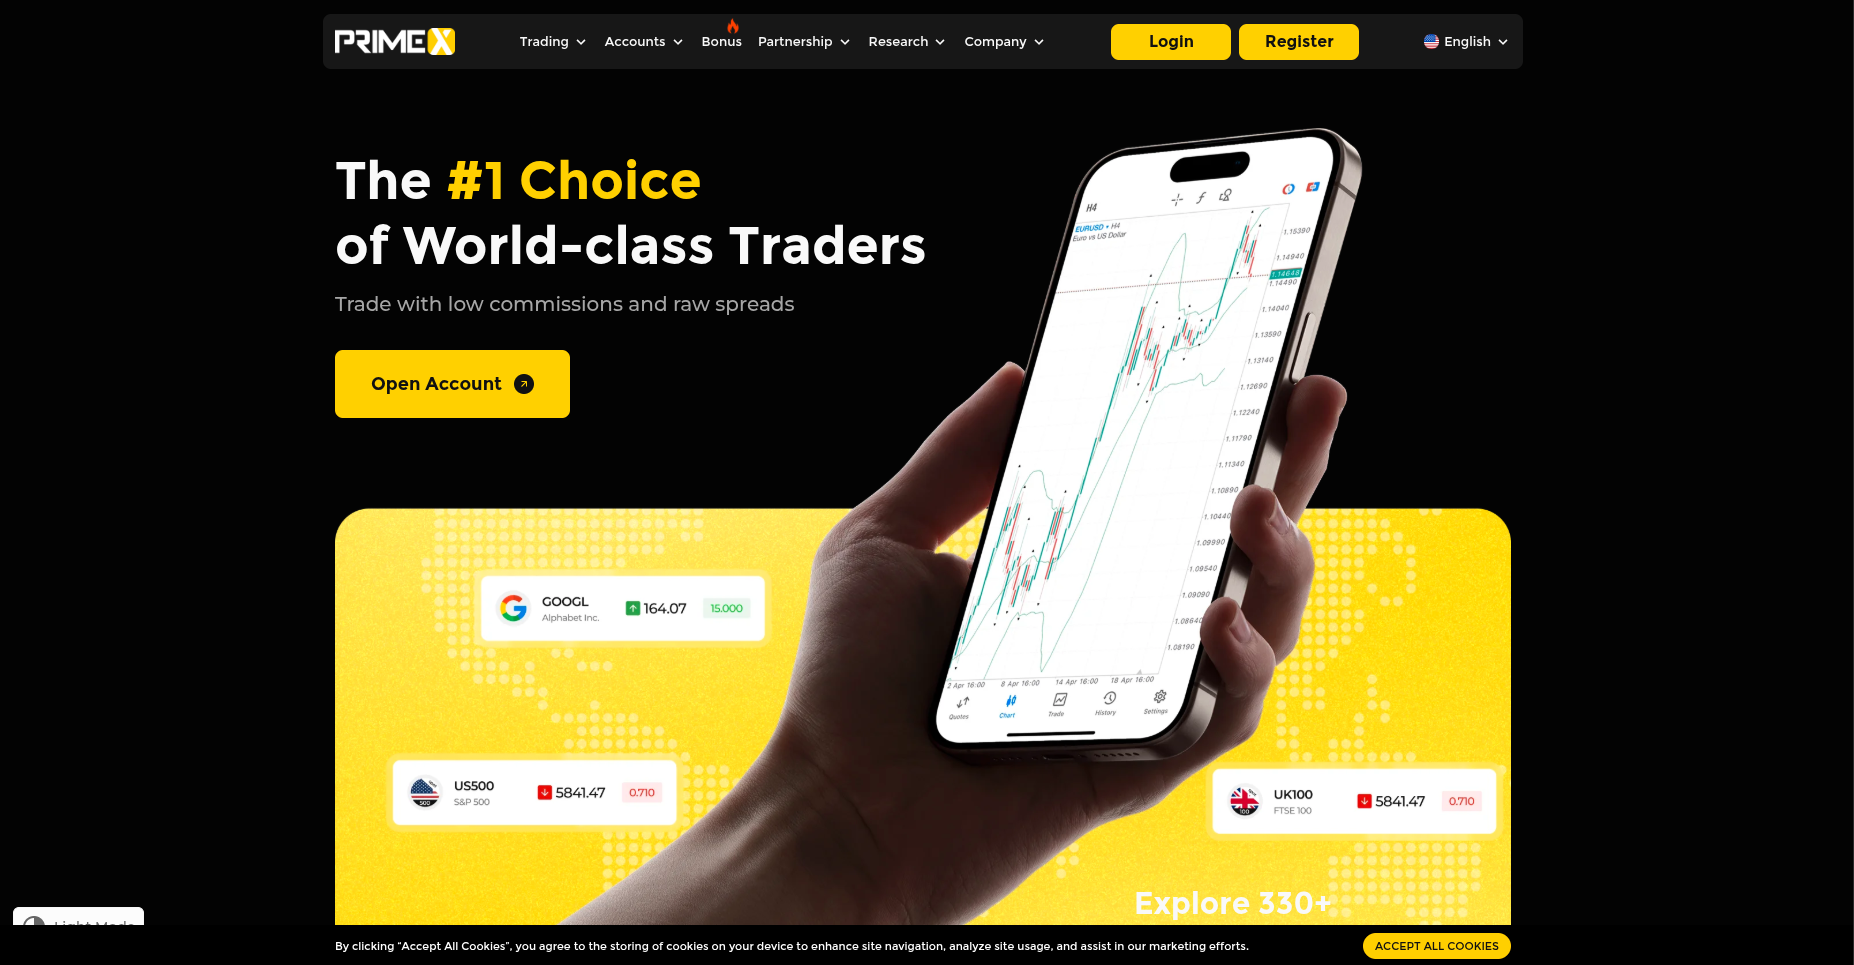 PRIMEX
Trading
Accounts
Bonus
Partnership
Research
Company
Login
Register
English
The #1 Choice
of World-class Traders
Trade with low commissions and raw spreads
Open Account
H4
EURUSD • H4
Euro vs US Dollar
1.15390
1.14940
1.14648
1.14490
1.14040
1.13590
1.13140
1.12690
1.12240
1.11790
1.11340
1.10890
1.10440
1.09990
1.09540
1.09090
1.08640
1.08190
2 Apr 16:00
8 Apr 16:00
14 Apr 16:00
18 Apr 16:00
Quotes
Chart
Trade
History
Settings
GOOGL
Alphabet Inc.
164.07
15.000
US500
S&P 500
500
5841.47
0.710
UK100
FTSE 100
100
5841.47
0.710
Explore 330+
Light Mode
By clicking “Accept All Cookies”, you agree to the storing of cookies on your device to enhance site navigation, analyze site usage, and assist in our marketing efforts.
ACCEPT ALL COOKIES